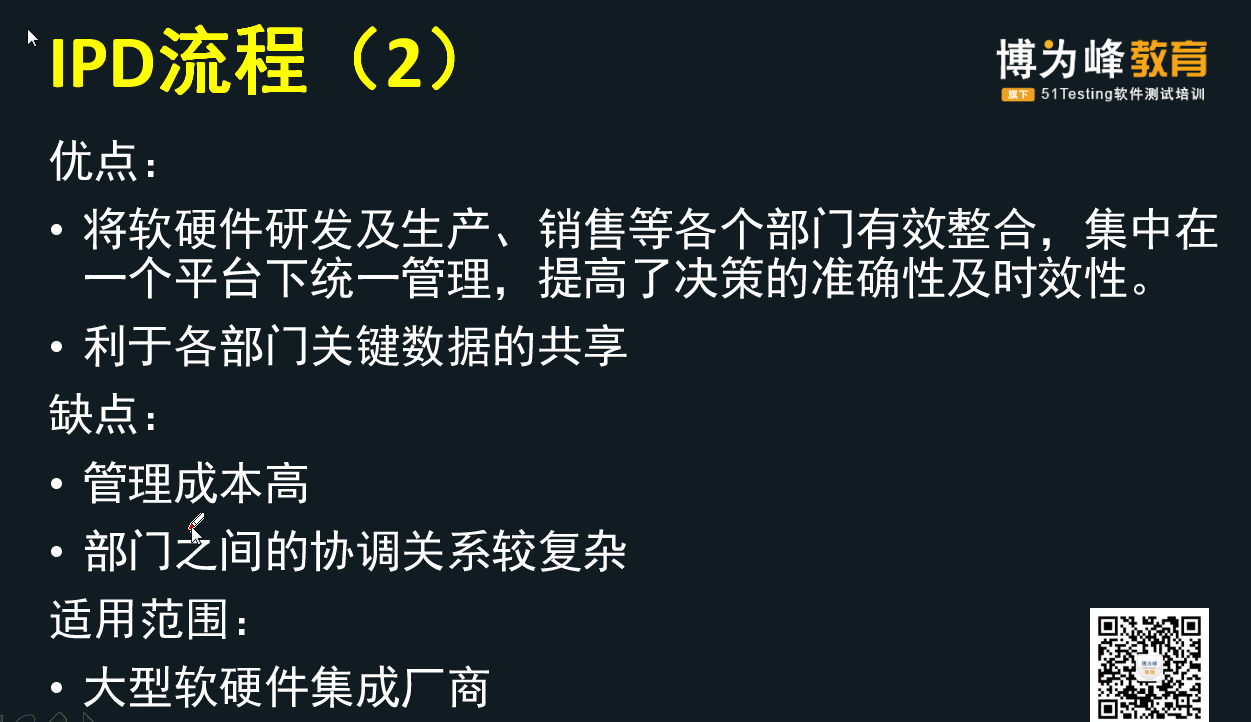 IPD流程（2）
博为峰教育
旗下 51Testing软件测试培训
优点：
• 将软硬件研发及生产、销售等各个部门有效整合，集中在
一个平台下统一管理，提高了决策的准确性及时效性。
• 利于各部门关键数据的共享
缺点：
• 管理成本高
• 部门之间的协调关系较复杂
适用范围：
• 大型软硬件集成厂商
博为峰